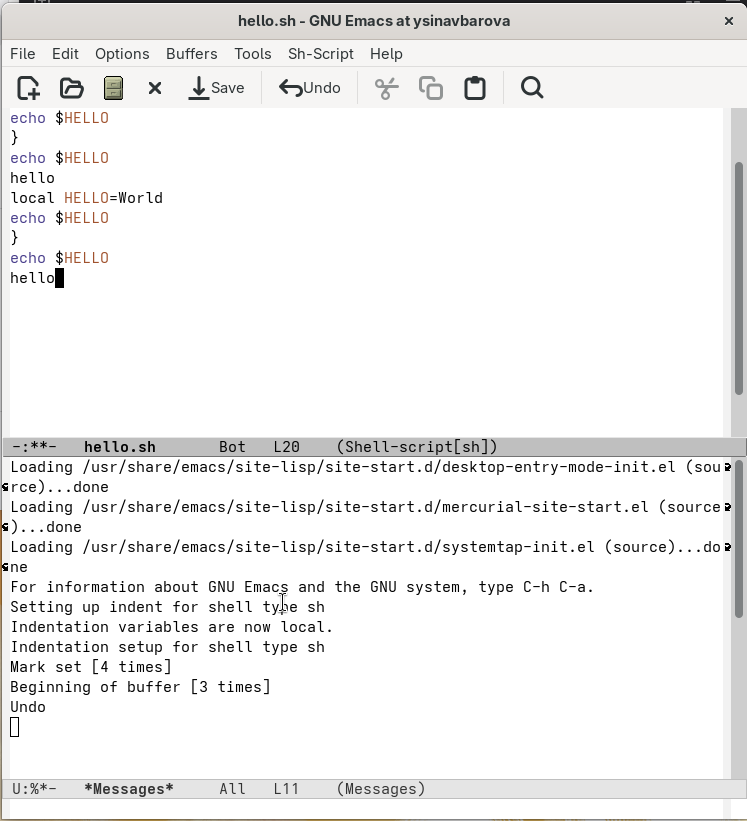 hello.sh - GNU Emacs at ysinavbarova
File Edit Options Buffers Tools Sh-Script Help
Save Undo
echo $HELLO
}
echo $HELLO
hello
local HELLO=World
echo $HELLO
}
echo $HELLO
hello
-:**- hello.sh Bot L20 (Shell-script[sh])
Loading /usr/share/emacs/site-lisp/site-start.d/desktop-entry-mode-init.el (sou
rce)...done
Loading /usr/share/emacs/site-lisp/site-start.d/mercurial-site-start.el (source
)...done
Loading /usr/share/emacs/site-lisp/site-start.d/systemtap-init.el (source)...do
ne
For information about GNU Emacs and the GNU system, type C-h C-a.
Setting up indent for shell type sh
Indentation variables are now local.
Indentation setup for shell type sh
Mark set [4 times]
Beginning of buffer [3 times]
Undo
U:%*- *Messages* All L11 (Messages)